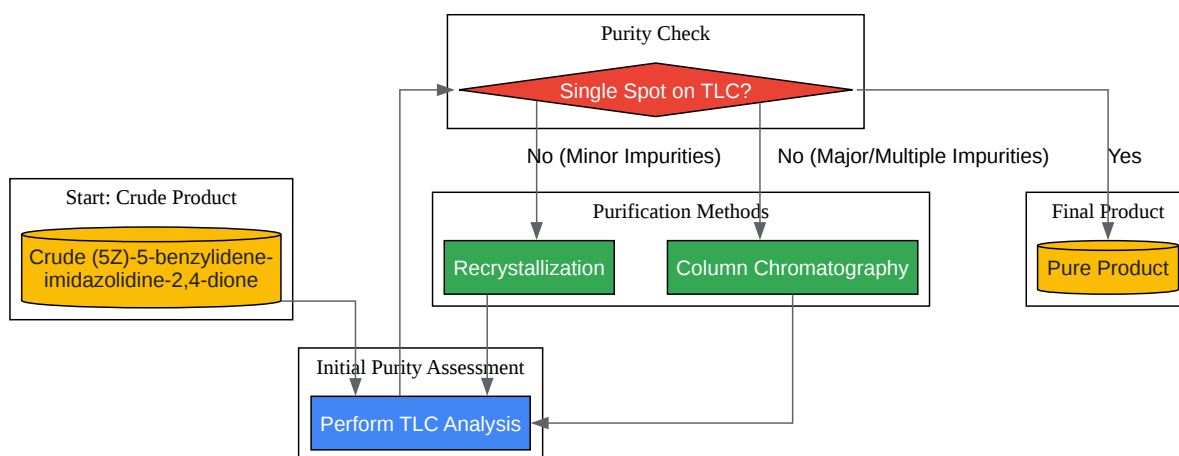 Purity Check
Single Spot on TLC?
No (Minor Impurities)
No (Major/Multiple Impurities)
Yes
Start: Crude Product
Crude (5Z)-5-benzylidene-
imidazolidine-2,4-dione
Purification Methods
Recrystallization
Column Chromatography
Final Product
Pure Product
Initial Purity Assessment
Perform TLC Analysis